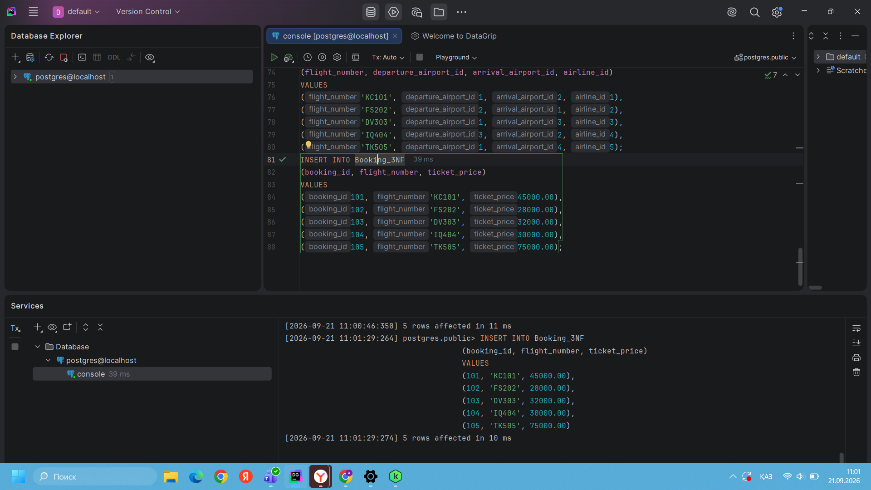 D default Version Control
Database Explorer
DDL
postgres@localhost 1
console [postgres@localhost]
Welcome to DataGrip
Tx: Auto
Playground
postgres.public
default
Scratche
7
74 (flight_number, departure_airport_id, arrival_airport_id, airline_id)
75 VALUES
76 ( flight_number 'KC101', departure_airport_id 1, arrival_airport_id 2, airline_id 1),
77 ( flight_number 'FS202', departure_airport_id 1, arrival_airport_id 2, airline_id 2),
78 ( flight_number 'DV303', departure_airport_id 1, arrival_airport_id 3, airline_id 3),
79 ( flight_number 'IQ404', departure_airport_id 3, arrival_airport_id 2, airline_id 4),
80 ( flight_number 'TK505', departure_airport_id 1, arrival_airport_id 4, airline_id 5);
81 INSERT INTO Booking_3NF 39 ms
82 (booking_id, flight_number, ticket_price)
83 VALUES
84 ( booking_id 101, flight_number 'KC101', ticket_price 45000.00),
85 ( booking_id 102, flight_number 'FS202', ticket_price 28000.00),
86 ( booking_id 103, flight_number 'DV303', ticket_price 32000.00),
87 ( booking_id 104, flight_number 'IQ404', ticket_price 30000.00),
88 ( booking_id 105, flight_number 'TK505', ticket_price 75000.00);
Services
Tx
Database
postgres@localhost
console 39 ms
[2026-09-21 11:00:46:350] 5 rows affected in 11 ms
[2026-09-21 11:01:29:264] postgres.public> INSERT INTO Booking_3NF
(booking_id, flight_number, ticket_price)
VALUES
(101, 'KC101', 45000.00),
(102, 'FS202', 28000.00),
(103, 'DV303', 32000.00),
(104, 'IQ404', 30000.00),
(105, 'TK505', 75000.00)
[2026-09-21 11:01:29:274] 5 rows affected in 10 ms
Поиск
ҚАЗ
11:01
21.09.2026